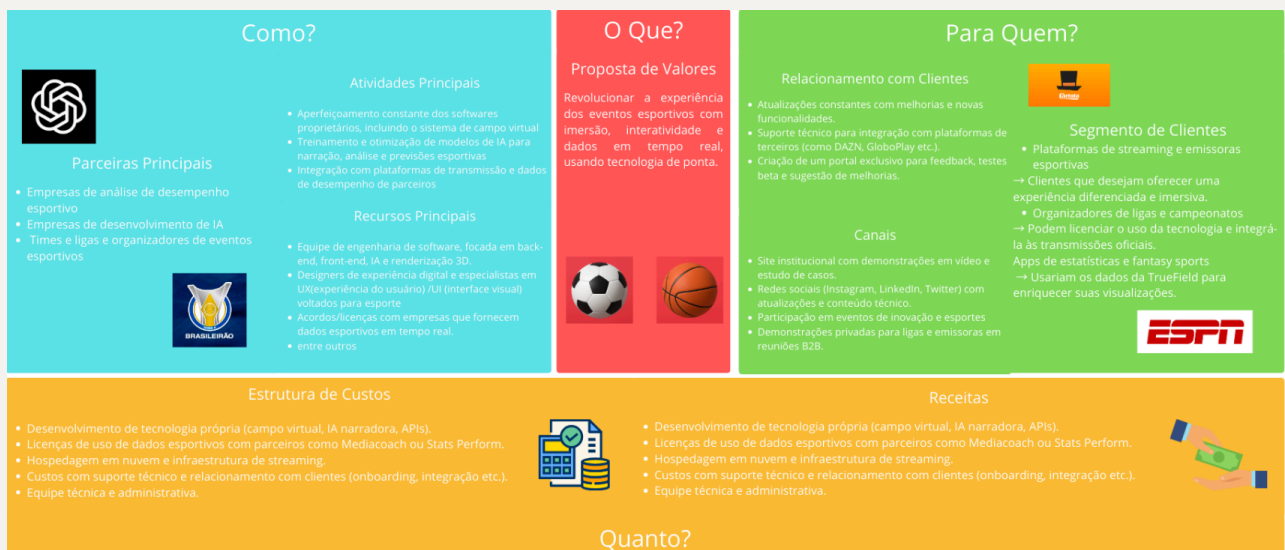 Como?
Parceiras Principais
• Empresas de análise de desempenho
esportivo
• Empresas de desenvolvimento de IA
• Times e ligas e organizadores de eventos
esportivos
BRASILEIRÃO
Atividades Principais
• Aperfeiçoamento constante dos softwares
proprietários, incluindo o sistema de campo virtual
• Treinamento e otimização de modelos de IA para
narração, análise e previsões esportivas
• Integração com plataformas de transmissão e dados
de desempenho de parceiros
Recursos Principais
• Equipe de engenharia de software, focada em back-
end, front-end, IA e renderização 3D.
• Designers de experiência digital e especialistas em
UX(experiência do usuário) /UI (interface visual)
voltados para esporte
• Acordos/licenças com empresas que fornecem
dados esportivos em tempo real.
• entre outros
O Que?
Proposta de Valores
Revolucionar a experiência
dos eventos esportivos com
imersão, interatividade e
dados em tempo real,
usando tecnologia de ponta.
Para Quem?
Relacionamento com Clientes
• Atualizações constantes com melhorias e novas
funcionalidades.
• Suporte técnico para integração com plataformas de
terceiros (como DAZN, GloboPlay etc.).
• Criação de um portal exclusivo para feedback, testes
beta e sugestão de melhorias.
Canais
• Site institucional com demonstrações em vídeo e
estudo de casos.
• Redes sociais (Instagram, LinkedIn, Twitter) com
atualizações e conteúdo técnico.
• Participação em eventos de inovação e esportes
• Demonstrações privadas para ligas e emissoras em
reuniões B2B.
Segmento de Clientes
• Plataformas de streaming e emissoras
esportivas
→ Clientes que desejam oferecer uma
experiência diferenciada e imersiva.
• Organizadores de ligas e campeonatos
→ Podem licenciar o uso da tecnologia e integrá-
la às transmissões oficiais.
Apps de estatísticas e fantasy sports
→ Usariam os dados da TrueField para
enriquecer suas visualizações.
ESPN
Estrutura de Custos
• Desenvolvimento de tecnologia própria (campo virtual, IA narradora, APIs).
• Licenças de uso de dados esportivos com parceiros como Mediacoach ou Stats Perform.
• Hospedagem em nuvem e infraestrutura de streaming.
• Custos com suporte técnico e relacionamento com clientes (onboarding, integração etc.).
• Equipe técnica e administrativa.
Receitas
• Desenvolvimento de tecnologia própria (campo virtual, IA narradora, APIs).
• Licenças de uso de dados esportivos com parceiros como Mediacoach ou Stats Perform.
• Hospedagem em nuvem e infraestrutura de streaming.
• Custos com suporte técnico e relacionamento com clientes (onboarding, integração etc.).
• Equipe técnica e administrativa.
Quanto?